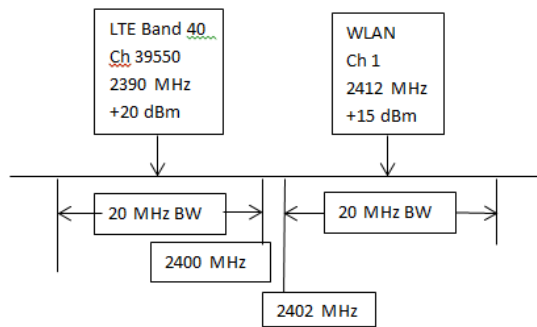 LTE Band 40
Ch 39550
2390 MHz
+20 dBm
WLAN
Ch 1
2412 MHz
+15 dBm
20 MHz BW
20 MHz BW
2400 MHz
2402 MHz